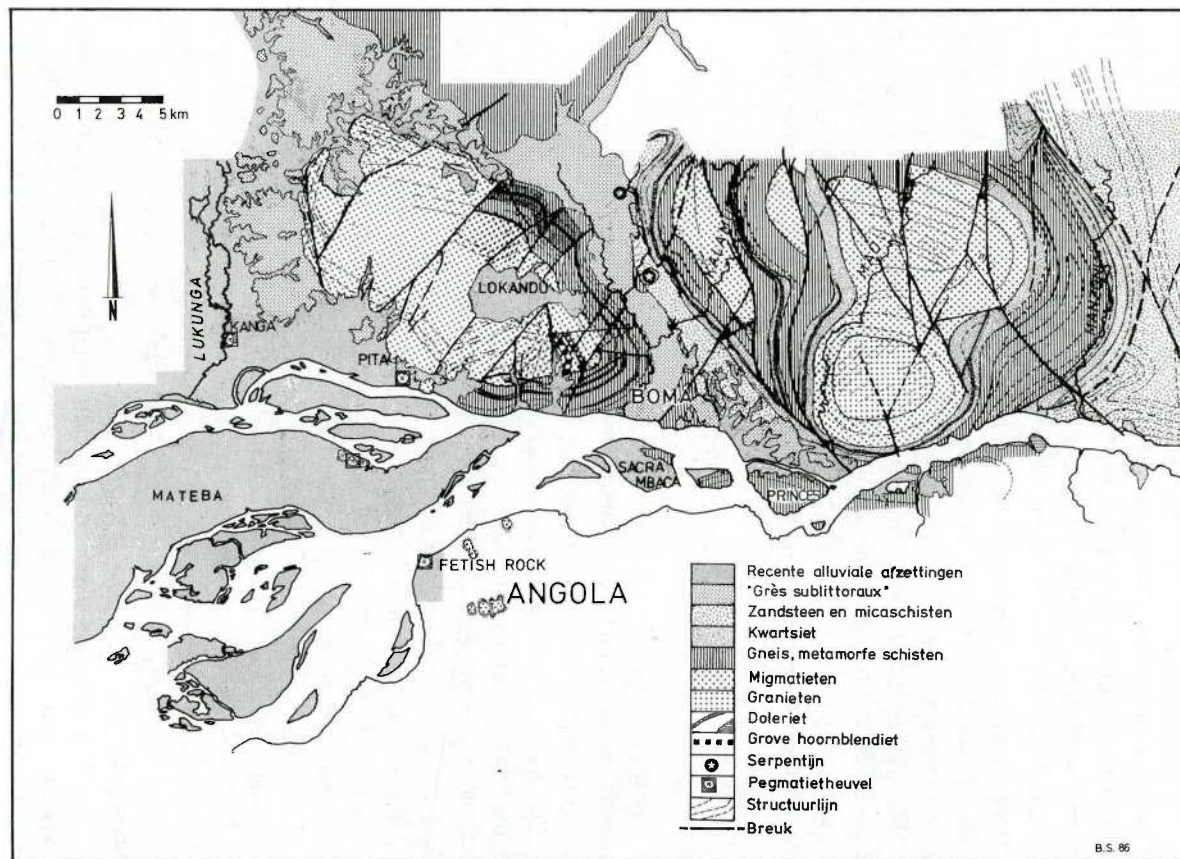 0 1 2 3 4 5 km
N
LUKUNGA
KANGA
PITA
LOKANDU
BOMA
MAO
MATEBA
SACRA
MBACA
PRINCES
FETISH ROCK
ANGOLA
Recente alluviale afzettingen
"Grès sublittoraux"
Zandsteen en micaschisten
Kwartsiet
Gneis, metamorfe schisten
Migmatieten
Granieten
Doleriet
Grove hoornblendiet
Serpentijn
Pegmatietheuvel
Structuurlijn
Breuk
B.S. 86